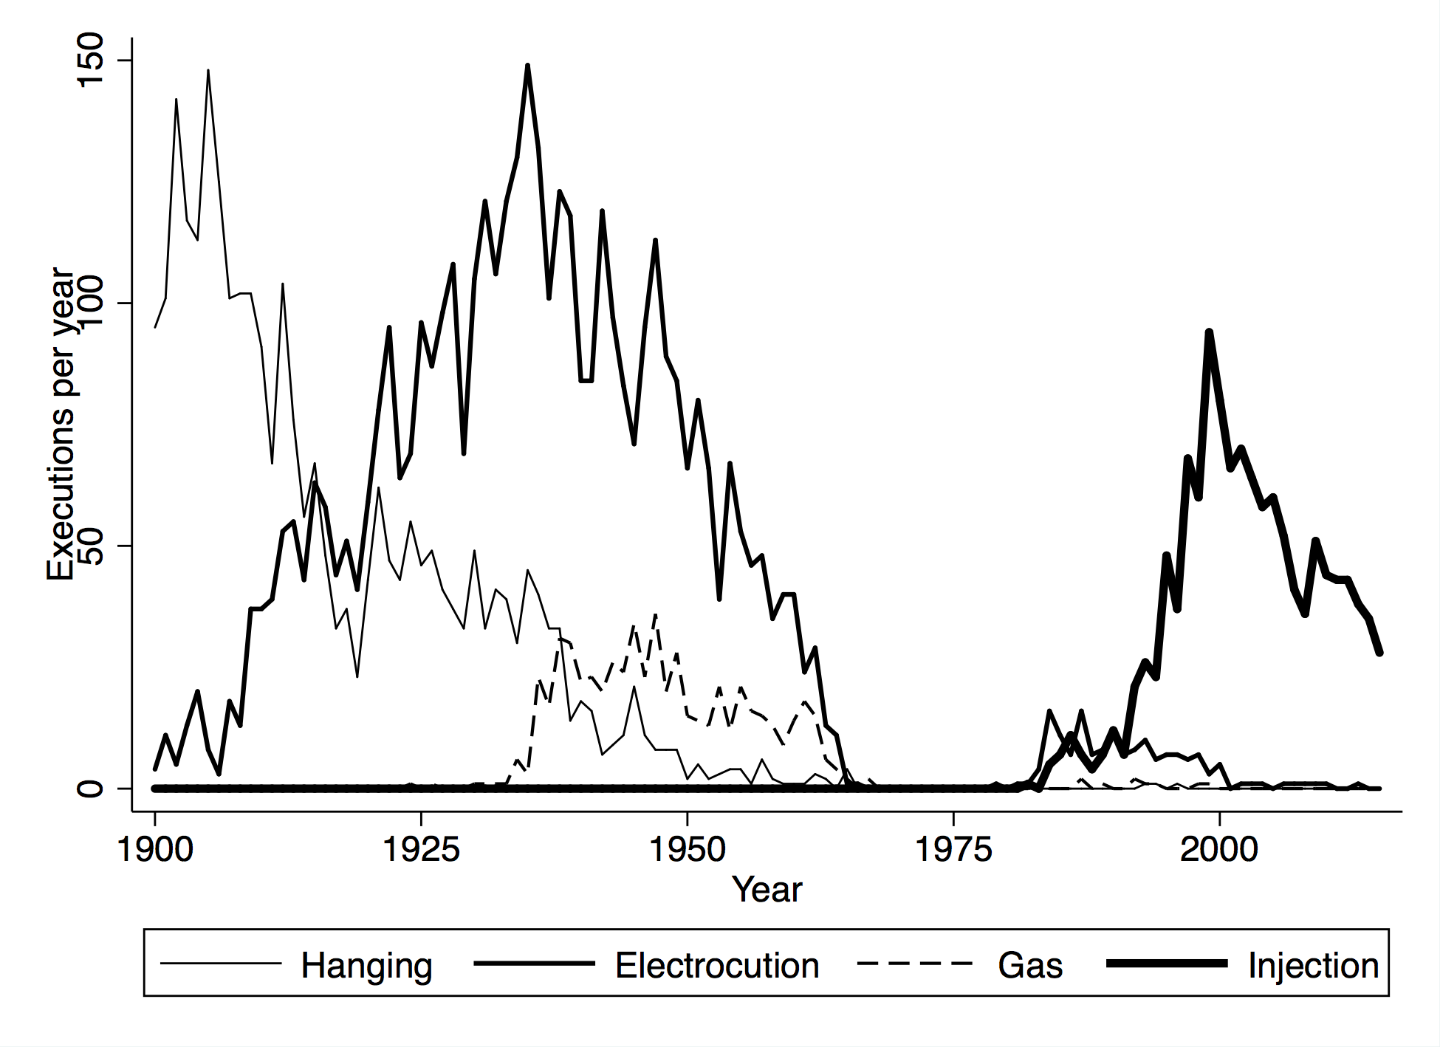 150
100
50
0
Executions per year
1900 1925 1950 1975 2000
Year
Hanging Electrocution Gas Injection